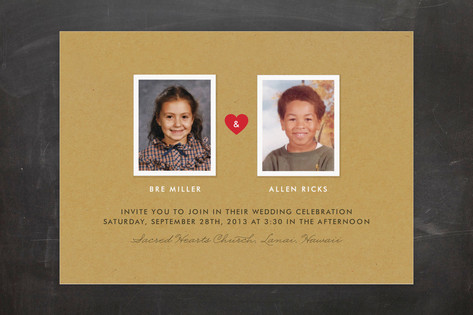 &
BRE MILLER
ALLEN RICKS
INVITE YOU TO JOIN IN THEIR WEDDING CELEBRATION
SATURDAY, SEPTEMBER 28TH, 2013 AT 3:30 IN THE AFTERNOON
Sacred Hearts Church, Lanai, Hawaii